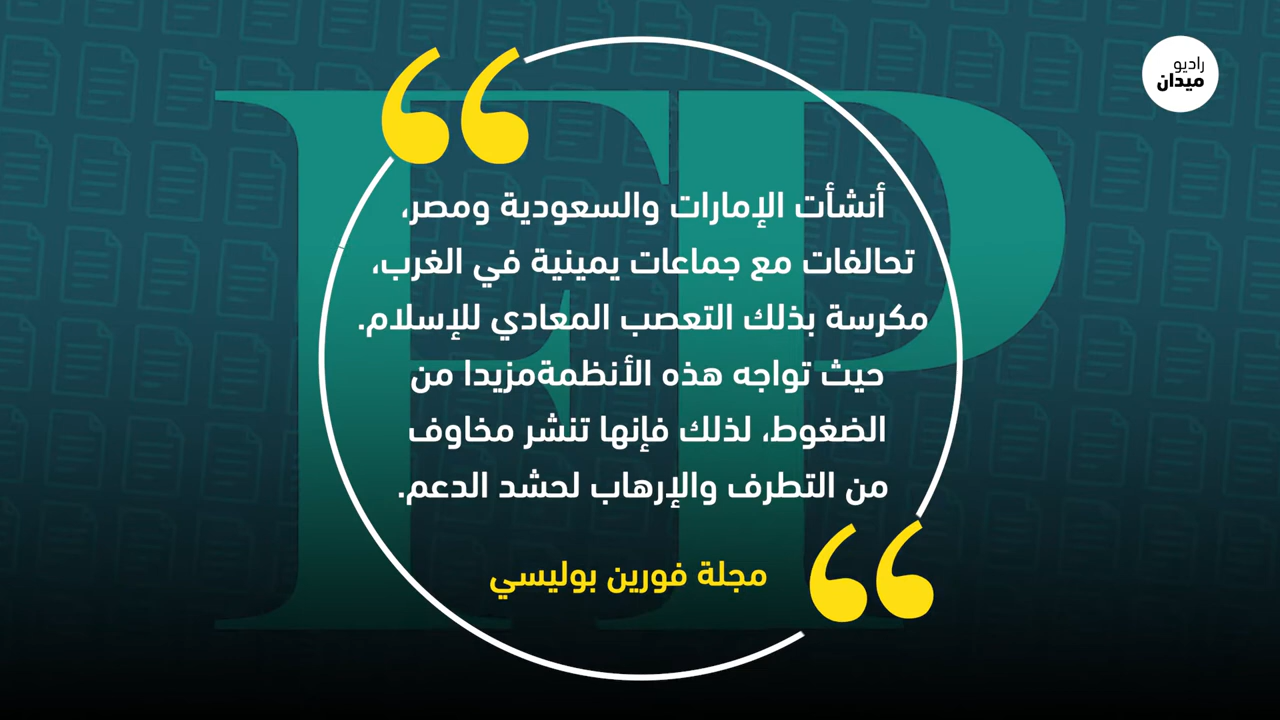 راديو
ميدان
FP
أنشأت الإمارات والسعودية ومصر،
تحالفات مع جماعات يمينية في الغرب،
مكرسة بذلك التعصب المعادي للإسلام.
حيث تواجه هذه الأنظمةمزيدا من
الضغوط، لذلك فإنها تنشر مخاوف
من التطرف والإرهاب لحشد الدعم.
مجلة فورين بوليسي